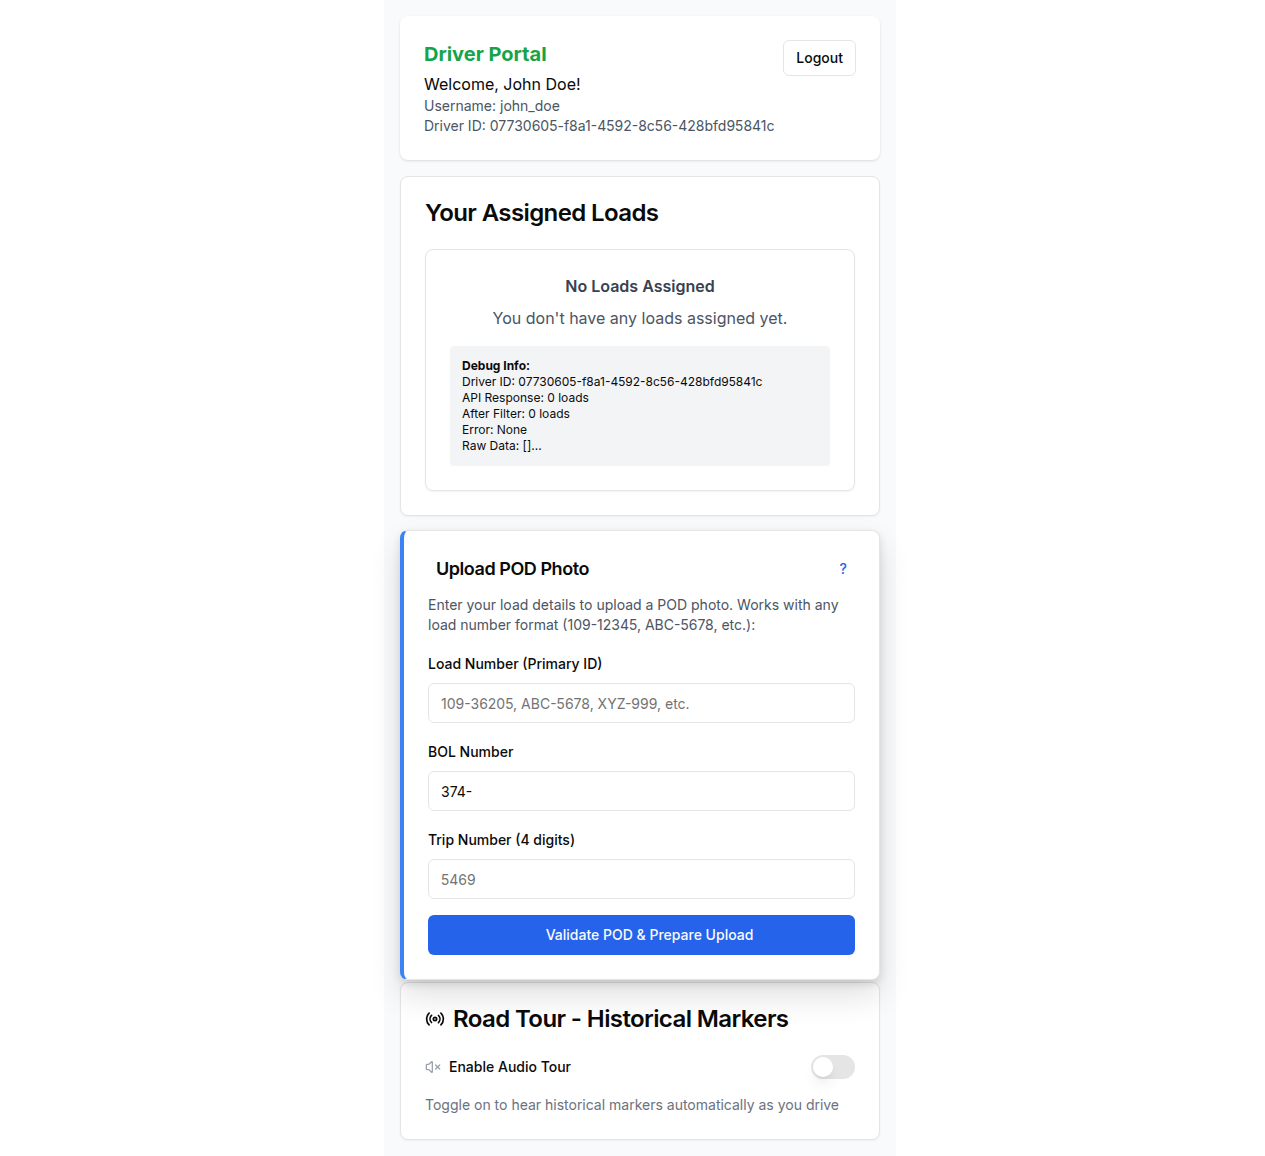 Driver Portal
Logout
Welcome, John Doe!
Username: john_doe
Driver ID: 07730605-f8a1-4592-8c56-428bfd95841c
Your Assigned Loads
No Loads Assigned
You don't have any loads assigned yet.
Debug Info:
Driver ID: 07730605-f8a1-4592-8c56-428bfd95841c
API Response: 0 loads
After Filter: 0 loads
Error: None
Raw Data: []...
Upload POD Photo
?
Enter your load details to upload a POD photo. Works with any
load number format (109-12345, ABC-5678, etc.):
Load Number (Primary ID)
109-36205, ABC-5678, XYZ-999, etc.
BOL Number
374-
Trip Number (4 digits)
5469
Validate POD & Prepare Upload
Road Tour - Historical Markers
Enable Audio Tour
Toggle on to hear historical markers automatically as you drive